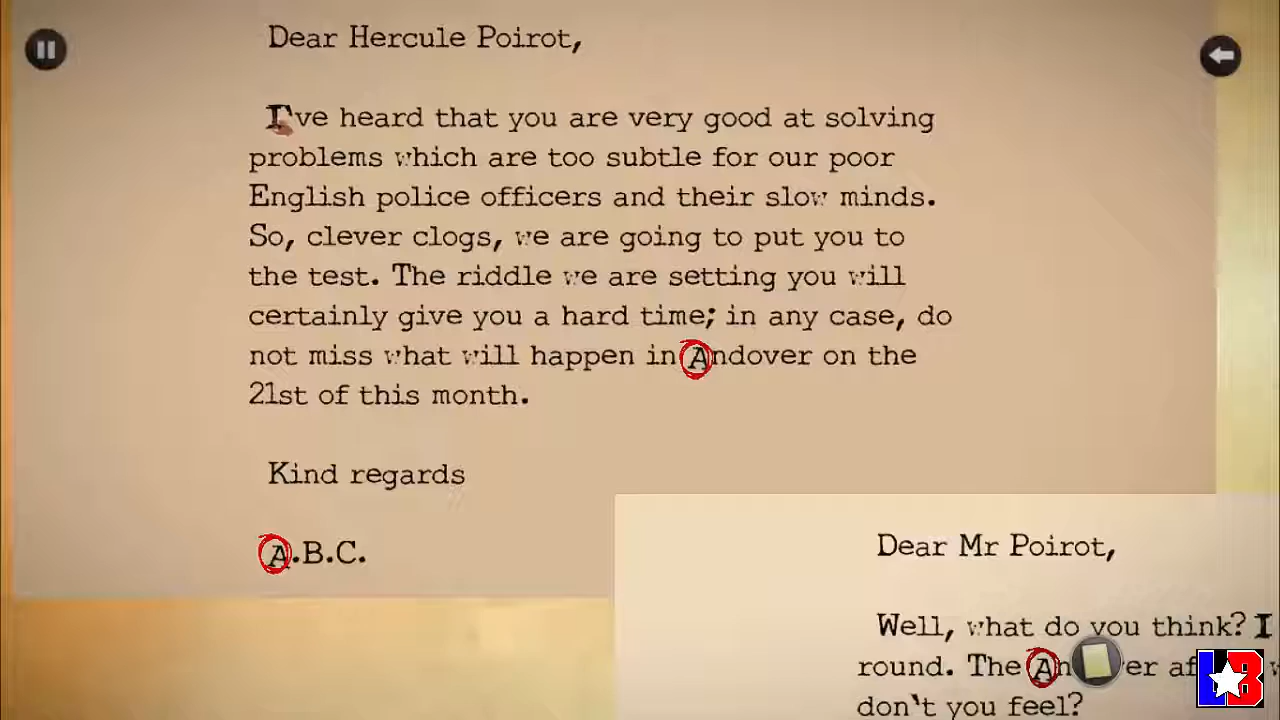 Dear Hercule Poirot,
I've heard that you are very good at solving
problems which are too subtle for our poor
English police officers and their slow minds.
So, clever clogs, we are going to put you to
the test. The riddle we are setting you will
certainly give you a hard time; in any case, do
not miss what will happen in Andover on the
21st of this month.
Kind regards
A.B.C.
Dear Mr Poirot,
Well, what do you think? I
round. The
don't you feel?